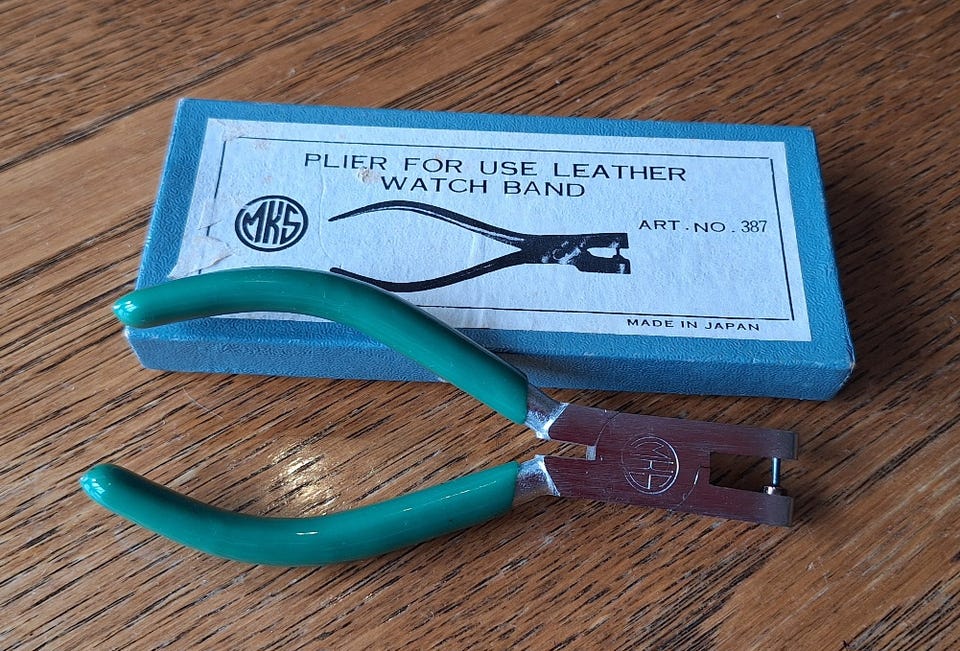 PLIER FOR USE LEATHER
WATCH BAND
MKS
ART.NO.387
MADE IN JAPAN
MKS